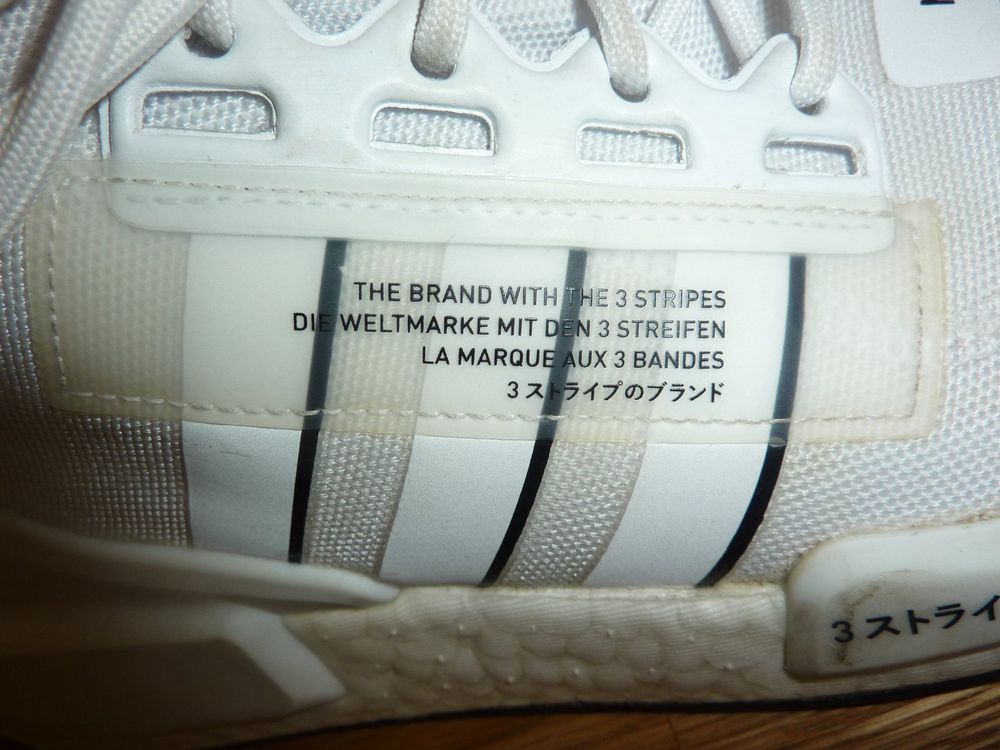 THE BRAND WITH THE 3 STRIPES
DIE WELTMARKE MIT DEN 3 STREIFEN
LA MARQUE AUX 3 BANDES
3ストライプのブランド
3ストライ